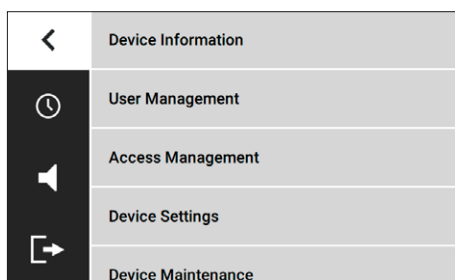 Device Information
User Management
Access Management
Device Settings
Device Maintenance